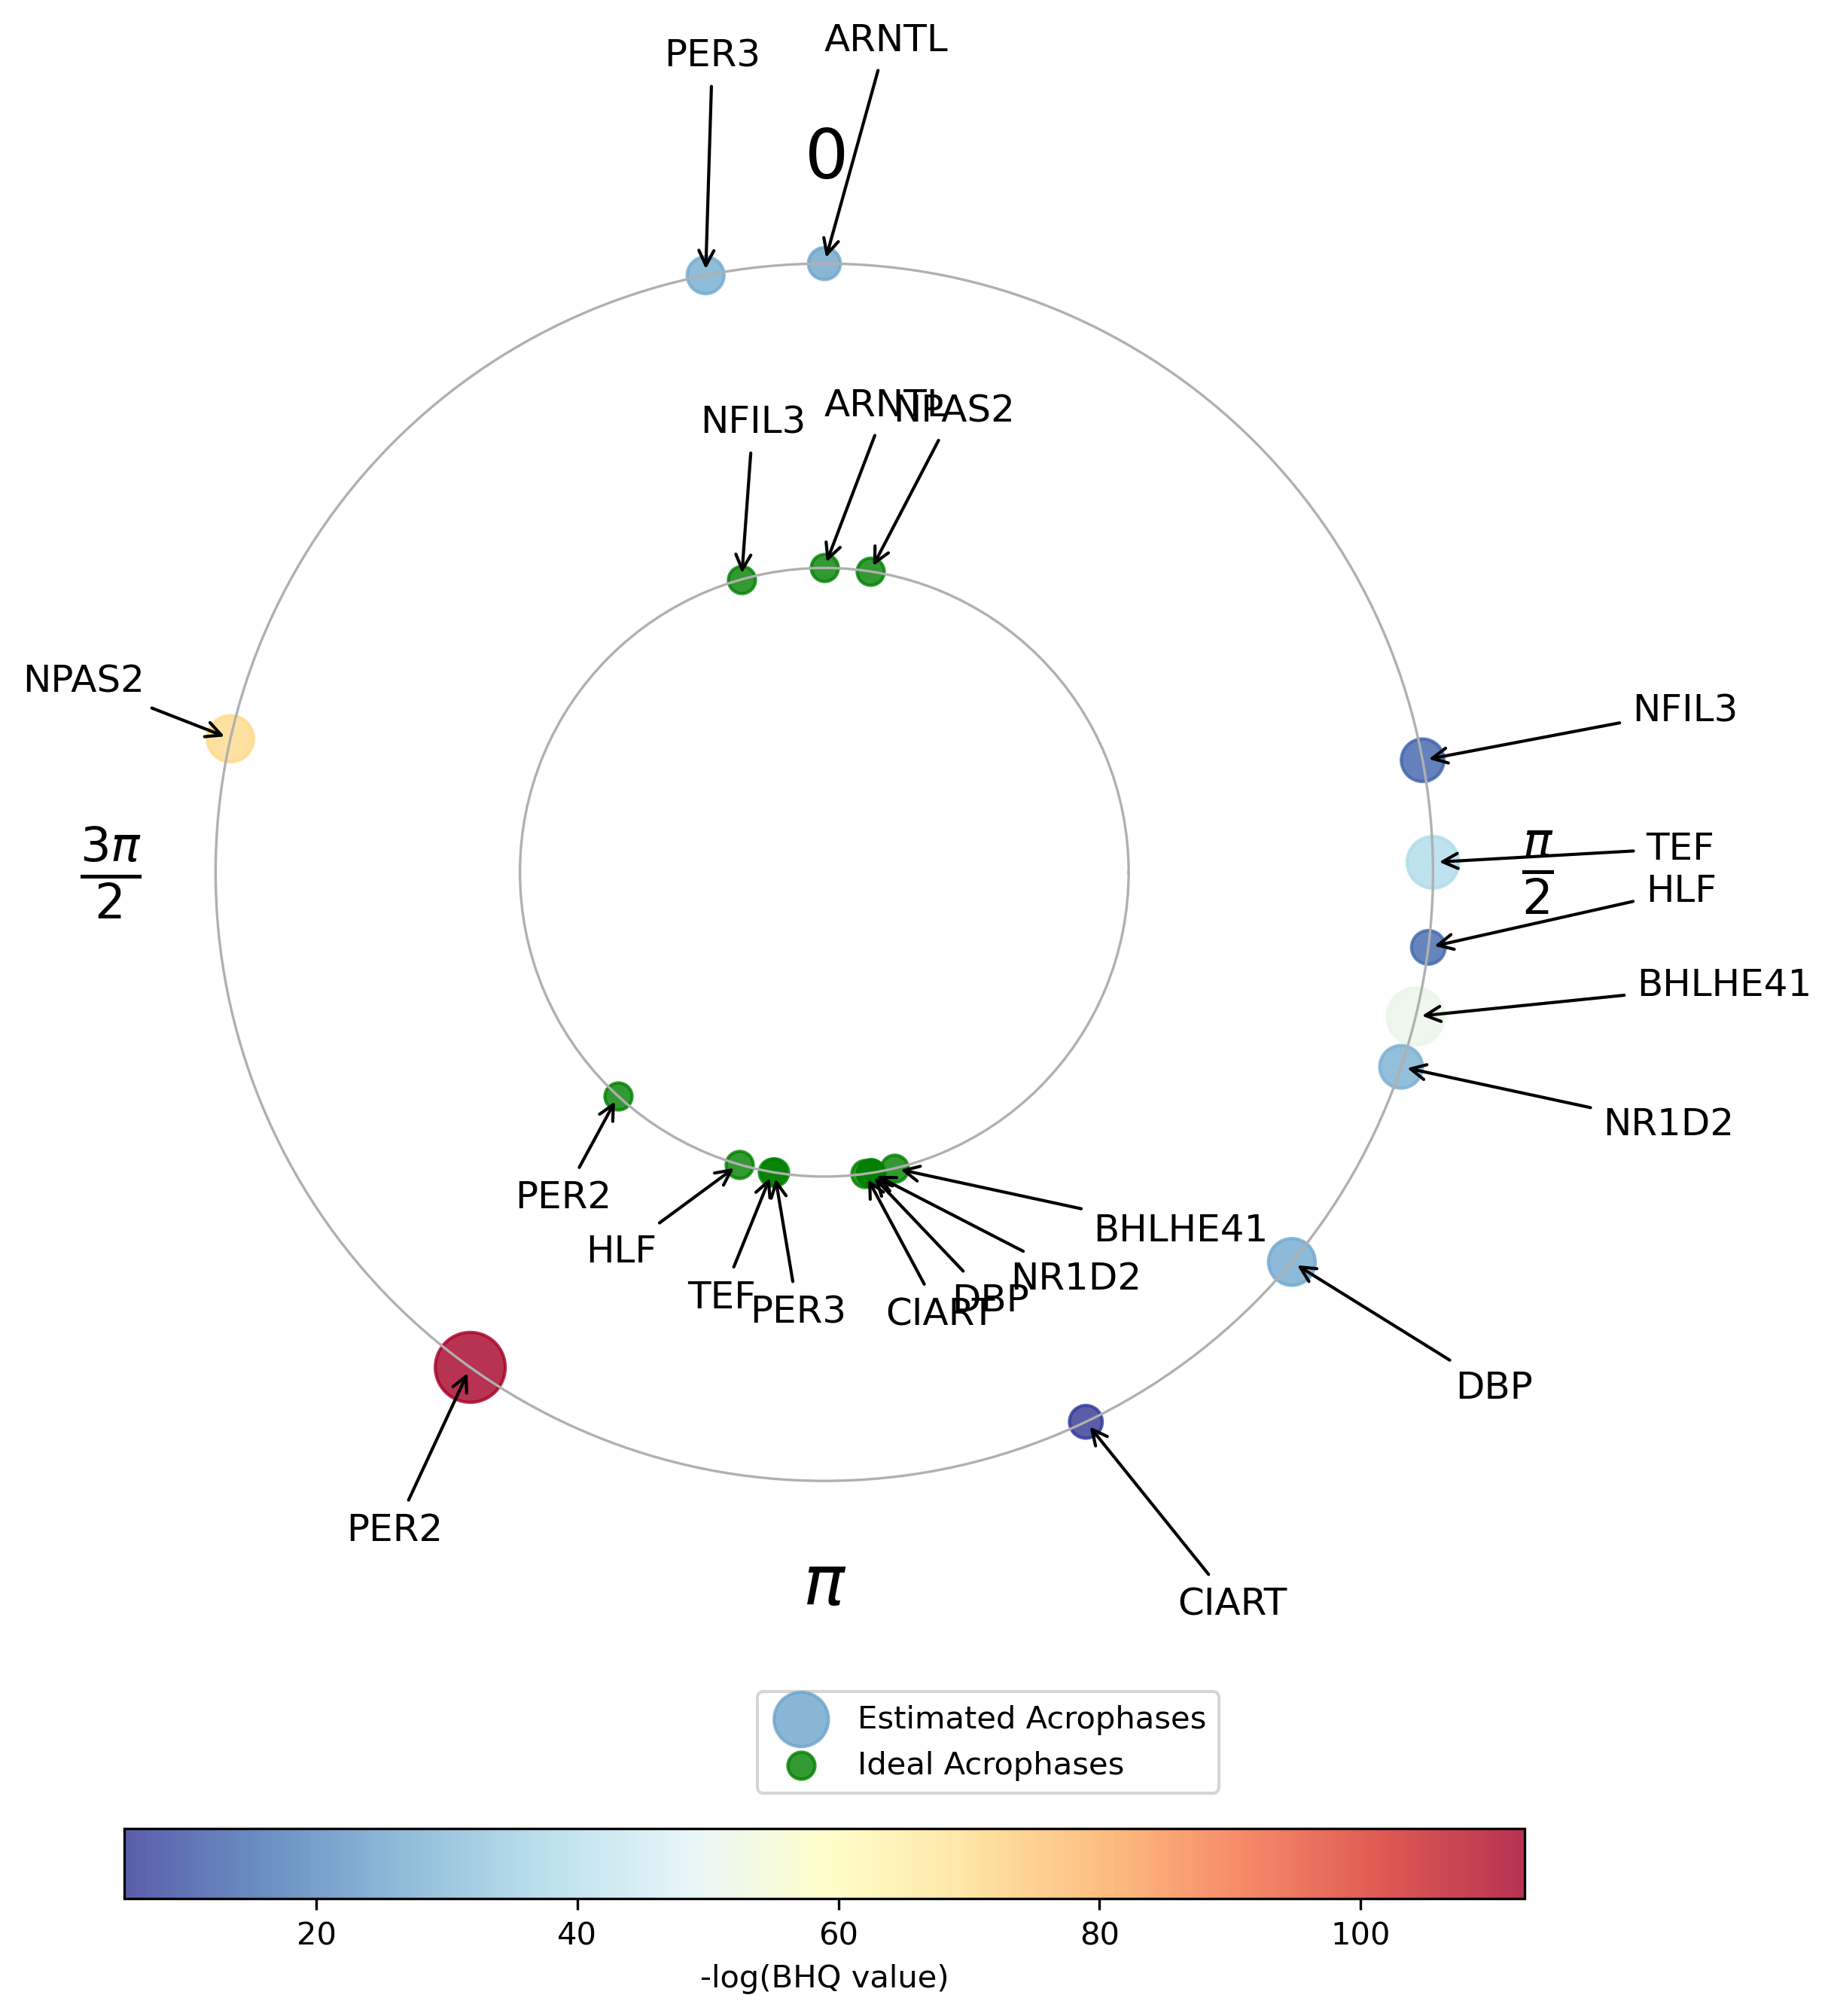 ARNTL
PER3
0
ARNTL
NPAS2
NFIL3
NPAS2
NFIL3
3π
2
π
2
TEF
HLF
BHLHE41
NR1D2
PER2
BHLHE41
HLF
NR1D2
TEF
DBP
PER3
CIART
DBP
PER2
π
CIART
Estimated Acrophases
Ideal Acrophases
20 40 60 80 100
-log(BHQ value)